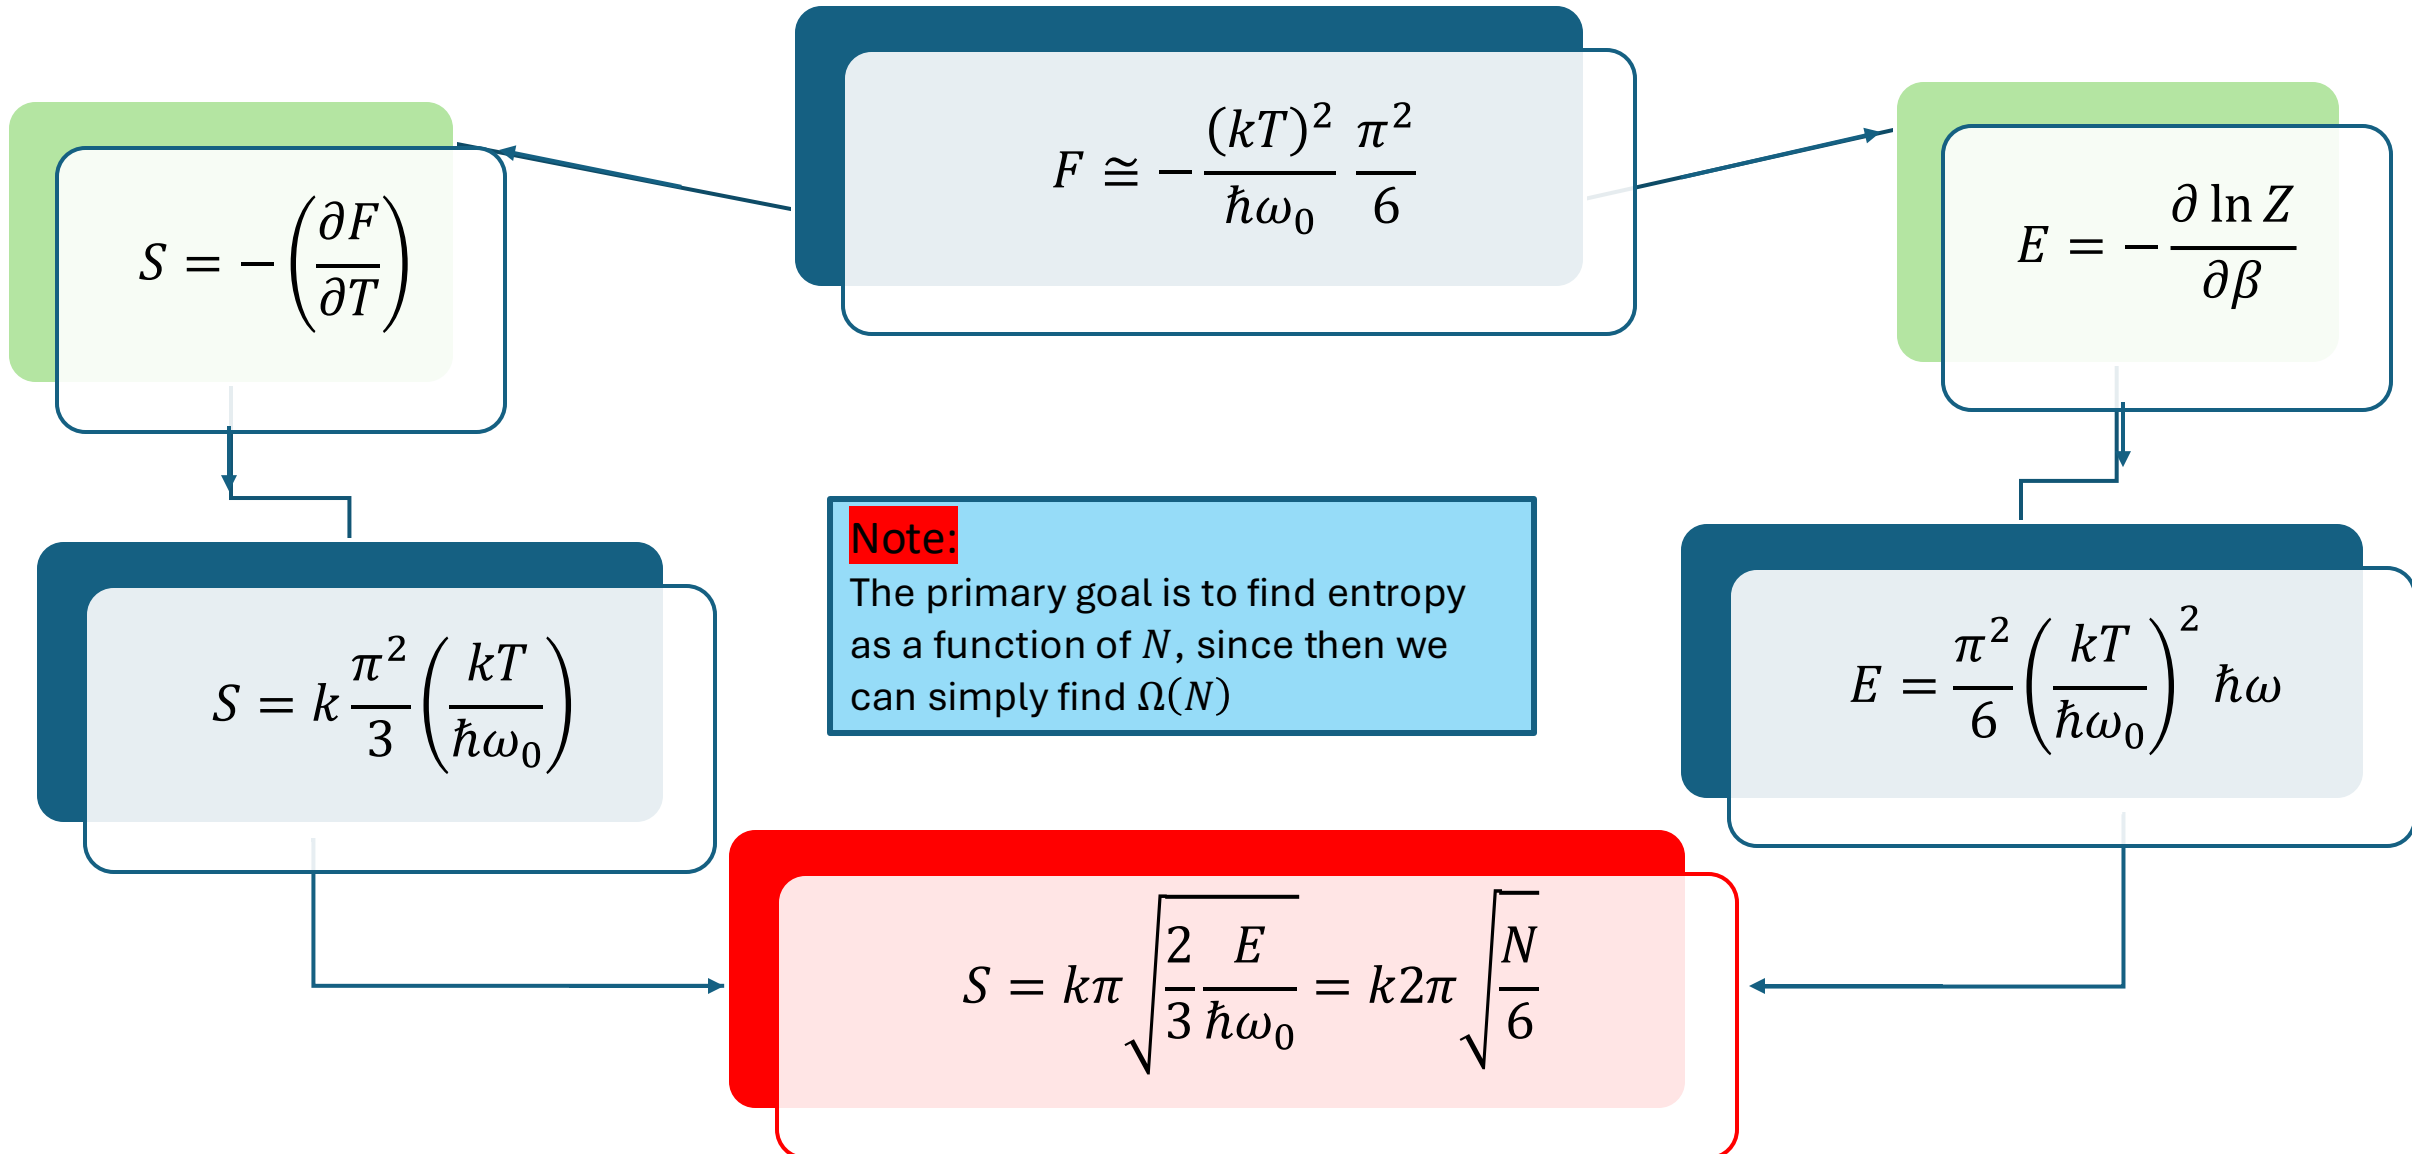 F ≅ − (kT)²/ħω₀ π²/6
S = − (∂F/∂T)
E = − ∂ ln Z/∂β
Note:
The primary goal is to find entropy
as a function of N, since then we
can simply find Ω(N)
S = k π²/3 (kT/ħω₀)
E = π²/6 (kT/ħω₀)² ħω
S = kπ√(2/3 E/ħω₀) = k2π√(N/6)